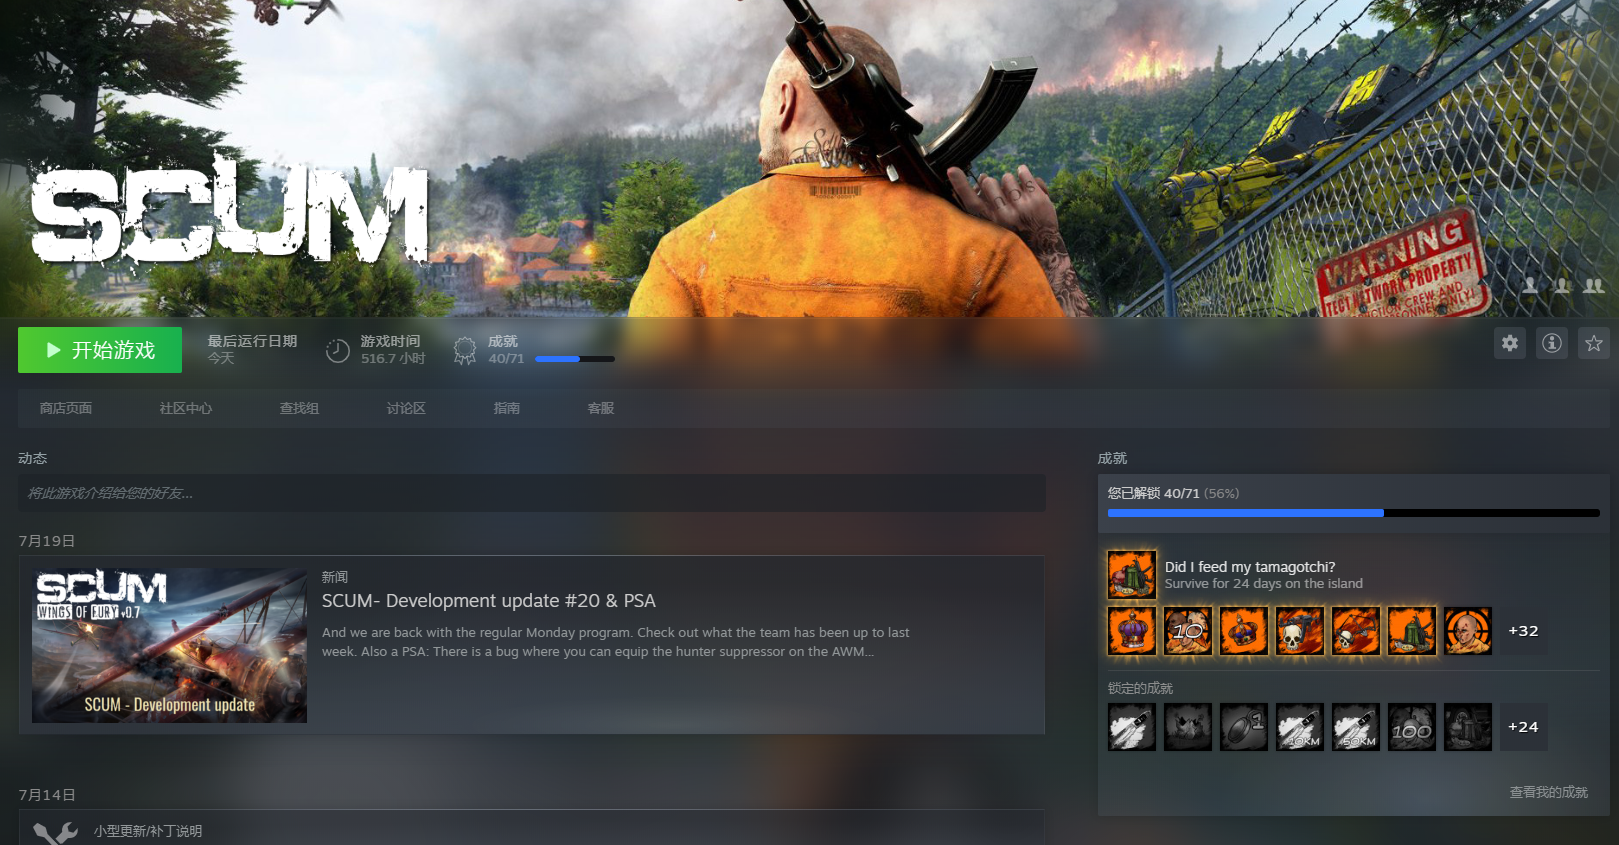 SCUM
WARNING
TEC1 NETWORK PROPERTY
CREW AND
ONLY!
开始游戏
最后运行日期
今天
游戏时间
516.7 小时
成就
40/71
商店页面
社区中心
查找组
讨论区
指南
客服
动态
将此游戏介绍给您的好友...
7月19日
SCUM
WINGS OF FURY v0.7
SCUM - Development update
新闻
SCUM- Development update #20 & PSA
And we are back with the regular Monday program. Check out what the team has been up to last
week. Also a PSA: There is a bug where you can equip the hunter suppressor on the AWM...
7月14日
小型更新/补丁说明
成就
您已解锁 40/71 (56%)
Did I feed my tamagotchi?
Survive for 24 days on the island
10
+32
锁定的成就
1
10KM
50KM
100
+24
查看我的成就